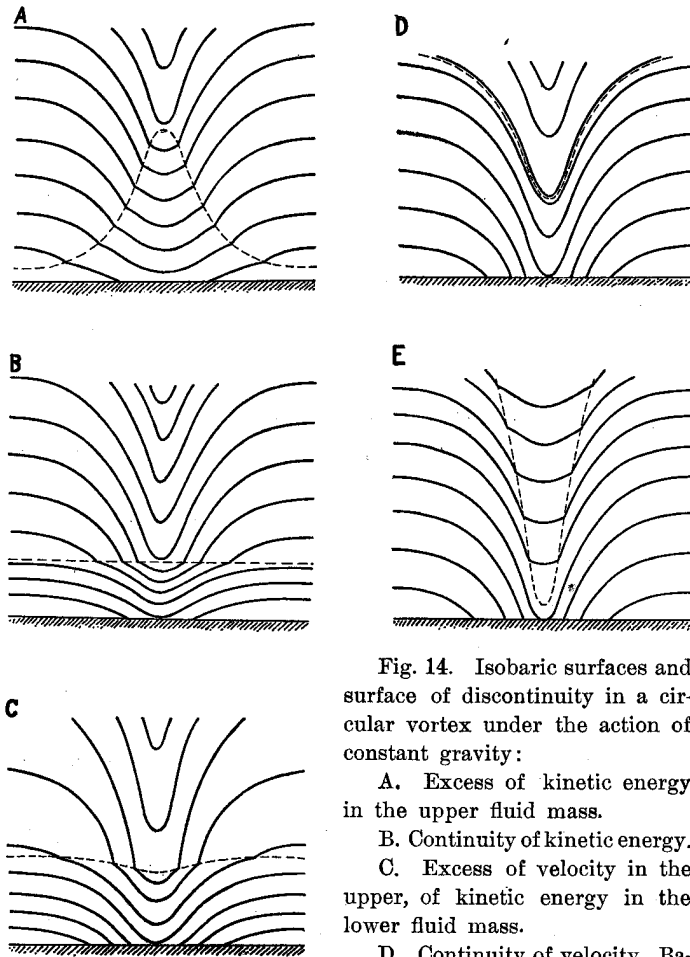 A
D
B
E
C
Fig. 14. Isobaric surfaces and
surface of discontinuity in a cir-
cular vortex under the action of
constant gravity:
A. Excess of kinetic energy
in the upper fluid mass.
B. Continuity of kinetic energy.
C. Excess of velocity in the
upper, of kinetic energy in the
lower fluid mass.
D. Continuity of velocity. Ba-